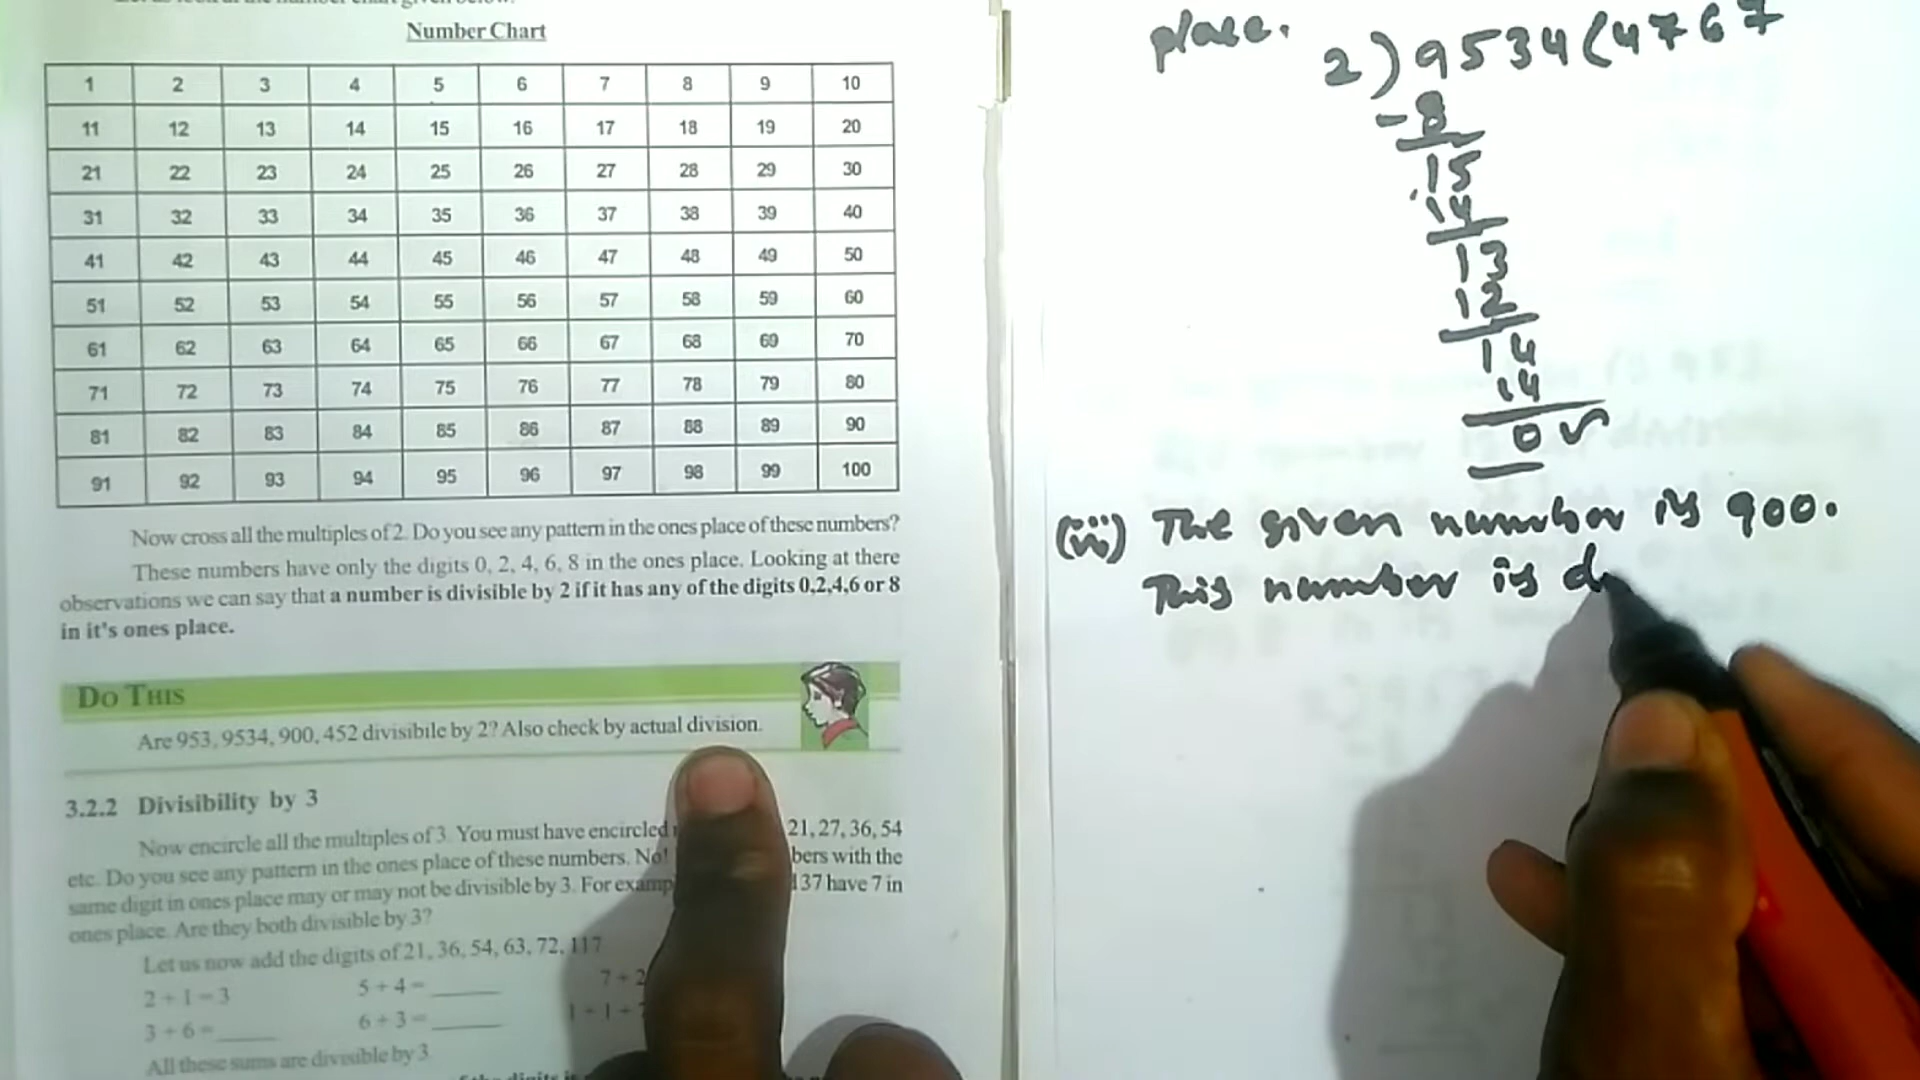 Number Chart
1 2 3 4 5 6 7 8 9 10
11 12 13 14 15 16 17 18 19 20
21 22 23 24 25 26 27 28 29 30
31 32 33 34 35 36 37 38 39 40
41 42 43 44 45 46 47 48 49 50
51 52 53 54 55 56 57 58 59 60
61 62 63 64 65 66 67 68 69 70
71 72 73 74 75 76 77 78 79 80
81 82 83 84 85 86 87 88 89 90
91 92 93 94 95 96 97 98 99 100
Now cross all the multiples of 2. Do you see any pattern in the ones place of these numbers?
These numbers have only the digits 0, 2, 4, 6, 8 in the ones place. Looking at there
observations we can say that a number is divisible by 2 if it has any of the digits 0,2,4,6 or 8
in it's ones place.
DO THIS
Are 953, 9534, 900, 452 divisibile by 2? Also check by actual division.
3.2.2 Divisibility by 3
Now encircle all the multiples of 3. You must have encircled 21, 27, 36, 54
etc. Do you see any pattern in the ones place of these numbers. No! bers with the
same digit in ones place may or may not be divisible by 3. For examp 137 have 7 in
ones place. Are they both divisible by 3?
Let us now add the digits of 21, 36, 54, 63, 72, 117
2 + 1 = 3 5 + 4 = ____ 7 + 2
3 + 6 = ____ 6 + 3 = ____ 1 + 1 +
All these sums are divisible by 3
place.
2 ) 9534 ( 4767
- 8
15
14
13
12
14
14
0 ✓
(iii) The given number is 900.
This number is d